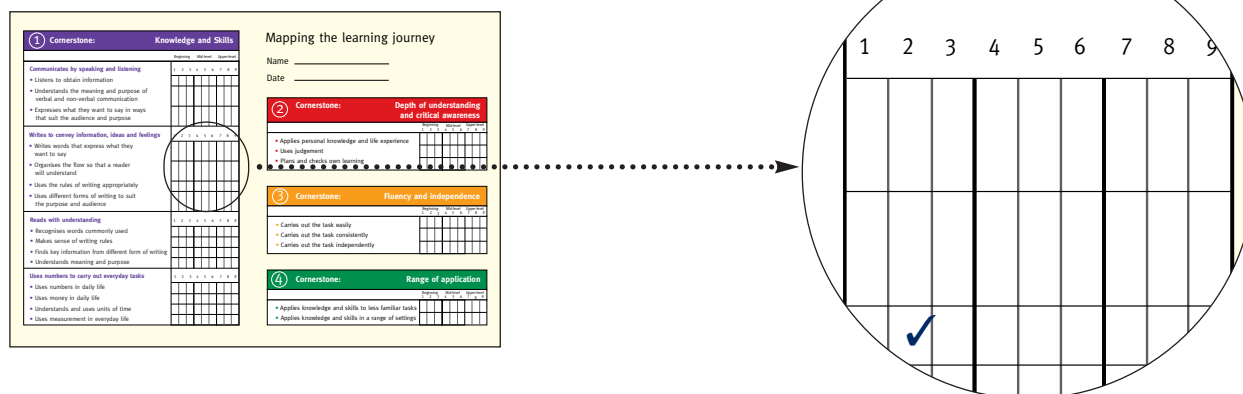 1 Cornerstone: Knowledge and Skills
Beginning Mid level Upper level
Communicates by speaking and listening 1 2 3 4 5 6 7 8 9
• Listens to obtain information
• Understands the meaning and purpose of
verbal and non-verbal communication
• Expresses what they want to say in ways
that suit the audience and purpose
Writes to convey information, ideas and feelings 1 2 3 4 5 6 7 8 9
• Writes words that express what they
want to say
• Organises the flow so that a reader
will understand
• Uses the rules of writing appropriately
• Uses different forms of writing to suit
the purpose and audience
Reads with understanding 1 2 3 4 5 6 7 8 9
• Recognises words commonly used
• Makes sense of writing rules
• Finds key information from different form of writing
• Understands meaning and purpose
Uses numbers to carry out everyday tasks 1 2 3 4 5 6 7 8 9
• Uses numbers in daily life
• Uses money in daily life
• Understands and uses units of time
• Uses measurement in everyday life
Mapping the learning journey
Name
Date
2 Cornerstone: Depth of understanding
and critical awareness
Beginning Mid level Upper level
1 2 3 4 5 6 7 8 9
• Applies personal knowledge and life experience
• Uses judgement
• Plans and checks own learning
3 Cornerstone: Fluency and independence
Beginning Mid level Upper level
1 2 3 4 5 6 7 8 9
• Carries out the task easily
• Carries out the task consistently
• Carries out the task independently
4 Cornerstone: Range of application
Beginning Mid level Upper level
1 2 3 4 5 6 7 8 9
• Applies knowledge and skills to less familiar tasks
• Applies knowledge and skills in a range of settings
1 2 3 4 5 6 7 8 9
✓